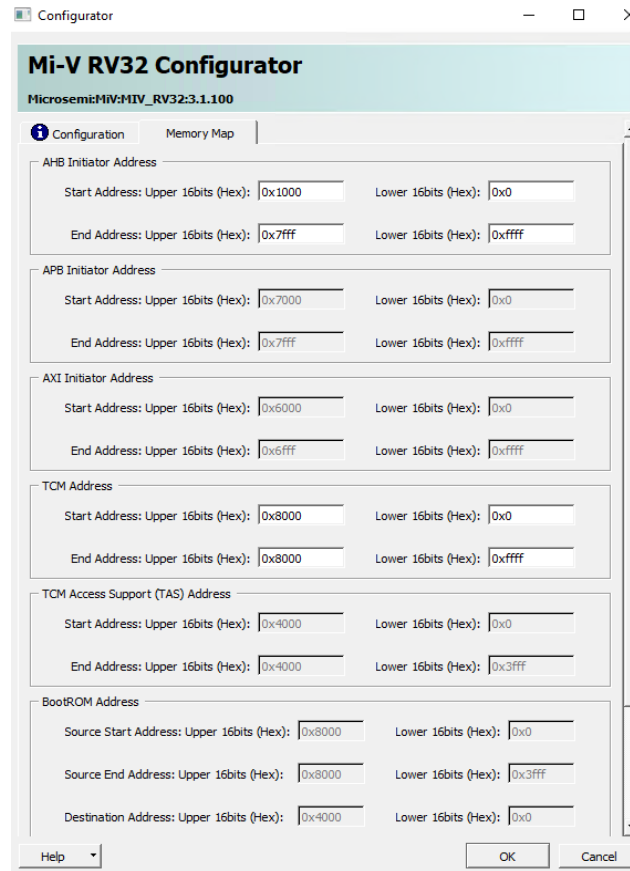 Configurator
Mi-V RV32 Configurator
Microsemi:MiV:MIV_RV32:3.1.100
Configuration Memory Map
AHB Initiator Address
Start Address: Upper 16bits (Hex): 0x1000 Lower 16bits (Hex): 0x0
End Address: Upper 16bits (Hex): 0x7fff Lower 16bits (Hex): 0xffff
APB Initiator Address
Start Address: Upper 16bits (Hex): 0x7000 Lower 16bits (Hex): 0x0
End Address: Upper 16bits (Hex): 0x7fff Lower 16bits (Hex): 0xffff
AXI Initiator Address
Start Address: Upper 16bits (Hex): 0x6000 Lower 16bits (Hex): 0x0
End Address: Upper 16bits (Hex): 0x6fff Lower 16bits (Hex): 0xffff
TCM Address
Start Address: Upper 16bits (Hex): 0x8000 Lower 16bits (Hex): 0x0
End Address: Upper 16bits (Hex): 0x8000 Lower 16bits (Hex): 0xffff
TCM Access Support (TAS) Address
Start Address: Upper 16bits (Hex): 0x4000 Lower 16bits (Hex): 0x0
End Address: Upper 16bits (Hex): 0x4000 Lower 16bits (Hex): 0x3fff
BootROM Address
Source Start Address: Upper 16bits (Hex): 0x8000 Lower 16bits (Hex): 0x0
Source End Address: Upper 16bits (Hex): 0x8000 Lower 16bits (Hex): 0x3fff
Destination Address: Upper 16bits (Hex): 0x4000 Lower 16bits (Hex): 0x0
Help OK Cancel